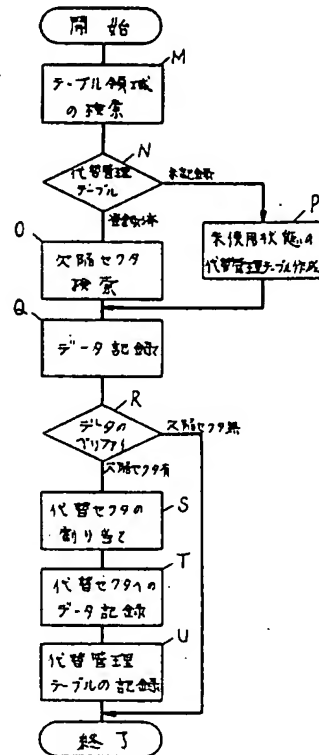 開始
M
テーブル領域
の検索
N
代替管理
テーブル
未記録
登録済み
P
未使用状態の
代替管理テーブル作成
O
欠陥セクタ
検索
Q
データ記録
R
データの
ベリファイ
欠陥セクタ無
欠陥セクタ有
S
代替セクタの
割り当て
T
代替セクタへの
データ記録
U
代替管理
テーブルの記録
終了